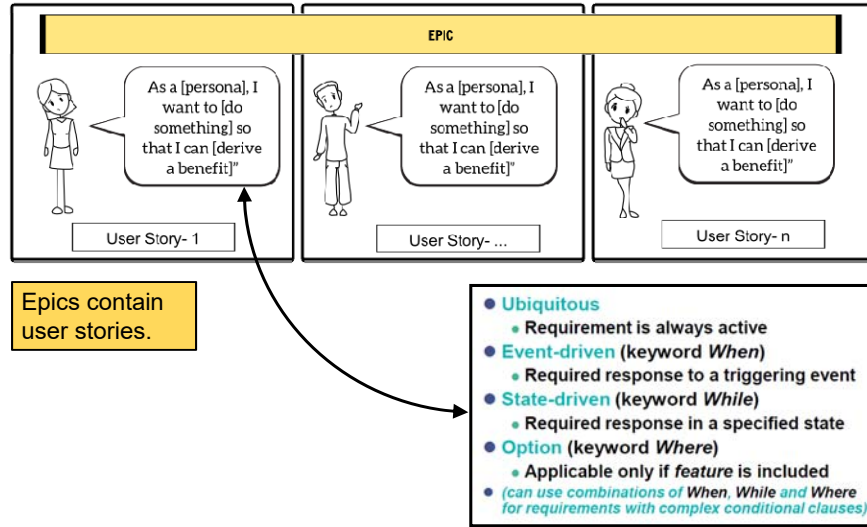 EPIC
As a [persona], I
want to [do
something] so
that I can [derive
a benefit]”
As a [persona], I
want to [do
something] so
that I can [derive
a benefit]”
As a [persona], I
want to [do
something] so
that I can [derive
a benefit]”
User Story- 1
User Story- ...
User Story- n
Epics contain
user stories.
Ubiquitous
Requirement is always active
Event-driven (keyword When)
Required response to a triggering event
State-driven (keyword While)
Required response in a specified state
Option (keyword Where)
Applicable only if feature is included
(can use combinations of When, While and Where
for requirements with complex conditional clauses)